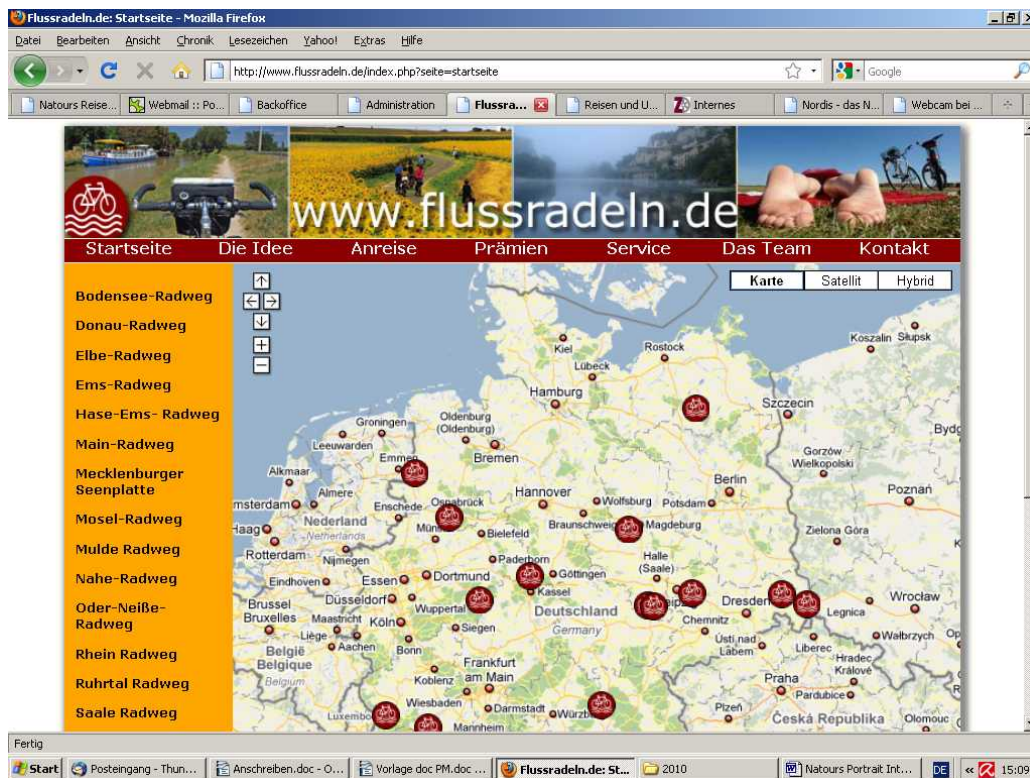 Flussradeln.de: Startseite - Mozilla Firefox
Datei Bearbeiten Ansicht Chronik Lesezeichen Yahoo! Extras Hilfe
http://www.flussradeln.de/index.php?seite=startseite
Google
Natours Reise... Webmail :: Po... Backoffice Administration Flussra... Reisen und U... Internes Nordis - das N... Webcam bei ...
www.flussradeln.de
Startseite Die Idee Anreise Prämien Service Das Team Kontakt
Bodensee-Radweg
Donau-Radweg
Elbe-Radweg
Ems-Radweg
Hase-Ems- Radweg
Main-Radweg
Mecklenburger
Seenplatte
Mosel-Radweg
Mulde Radweg
Nahe-Radweg
Oder-Neiße-
Radweg
Rhein Radweg
Ruhrtal Radweg
Saale Radweg
Karte Satellit Hybrid
Kiel
Rostock
Koszalin Słupsk
Lübeck
Hamburg
Szczecin
Groningen
Oldenburg
(Oldenburg)
Leeuwarden
Bremen
Emmen
Gorzów
Wielkopolski
Alkmaar
Berlin
Poznań
Almere
Hannover
Wolfsburg
Potsdam
Enschede
Osnabrück
Nederland
Netherlands
Braunschweig
Magdeburg
Haag
Bielefeld
Zielona Góra
Rotterdam
Nijmegen
Paderborn
Halle
(Saale)
Göttingen
Eindhoven
Essen
Dortmund
Kassel
Wrocław
Brussel
Bruxelles
Düsseldorf
Wuppertal
Deutschland
Germany
Dresden
Legnica
Maastricht
Köln
Chemnitz
Liège
Aachen
Bonn
Siegen
Ústí nad
Labem
Liberec
Wałbrzych
België
Belgique
Belgium
Frankfurt
am Main
Koblenz
Hradec
Králové
Praha
Pardubice
Wiesbaden
Darmstadt
Plzeň
Česká Republika
Olomouc
Mannheim
Fertig
Start Posteingang - Thun... Anschreiben.doc - O... Vorlage doc PM.doc ... Flussradeln.de: St... 2010 Natours Portrait Int... DE 15:09